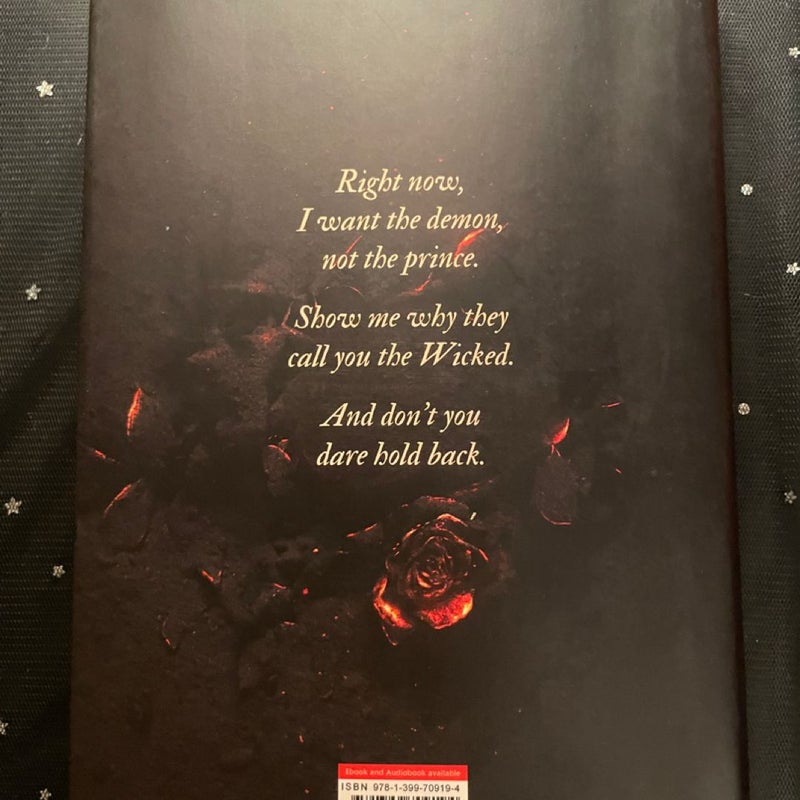 Right now,
I want the demon,
not the prince.
Show me why they
call you the Wicked.
And don't you
dare hold back.
Ebook and Audiobook available
ISBN 978-1-399-70919-4